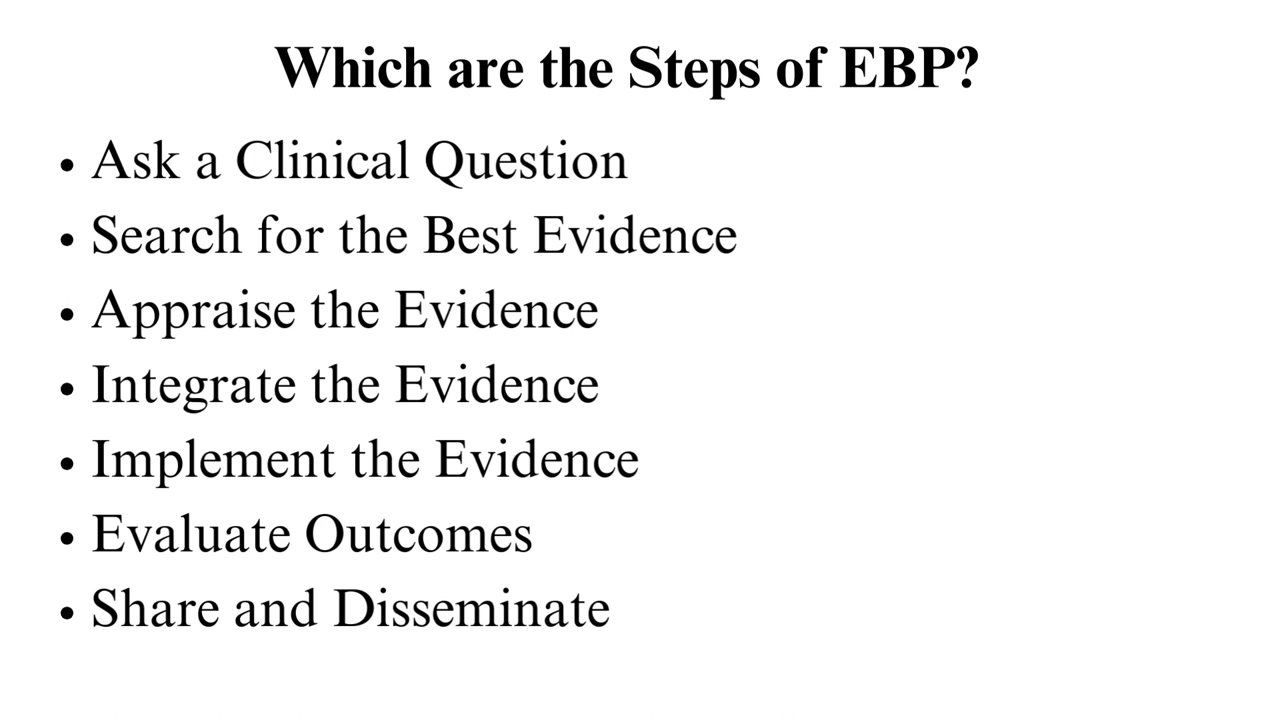 Which are the Steps of EBP?
• Ask a Clinical Question
• Search for the Best Evidence
• Appraise the Evidence
• Integrate the Evidence
• Implement the Evidence
• Evaluate Outcomes
• Share and Disseminate